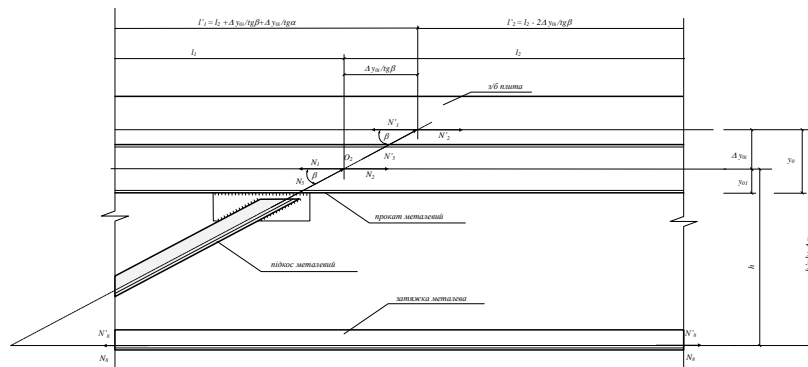 l'₁ = l₂ + Δy₀ᵢ/tgβ+Δy₀ᵢ/tgα
l'₂ = l₂ - 2Δy₀ᵢ/tgβ
l₁
l₂
Δy₀ᵢ/tgβ
з/б плита
N'₁
β
N'₂
N'₅
N₁
O₂
Δy₀ᵢ
y₀
β
N₂
N₅
y₀₁
прокат металевий
підкос металевий
h
затяжка металева
N'₈
N'₈
N₈
N₈